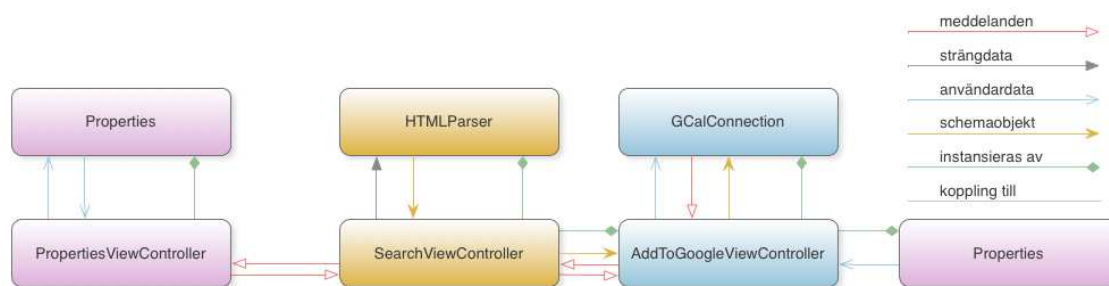 meddelanden
strängdata
användardata
schemaobjekt
instansieras av
koppling till
Properties
HTMLParser
GCalConnection
PropertiesViewController
SearchViewController
AddToGoogleViewController
Properties